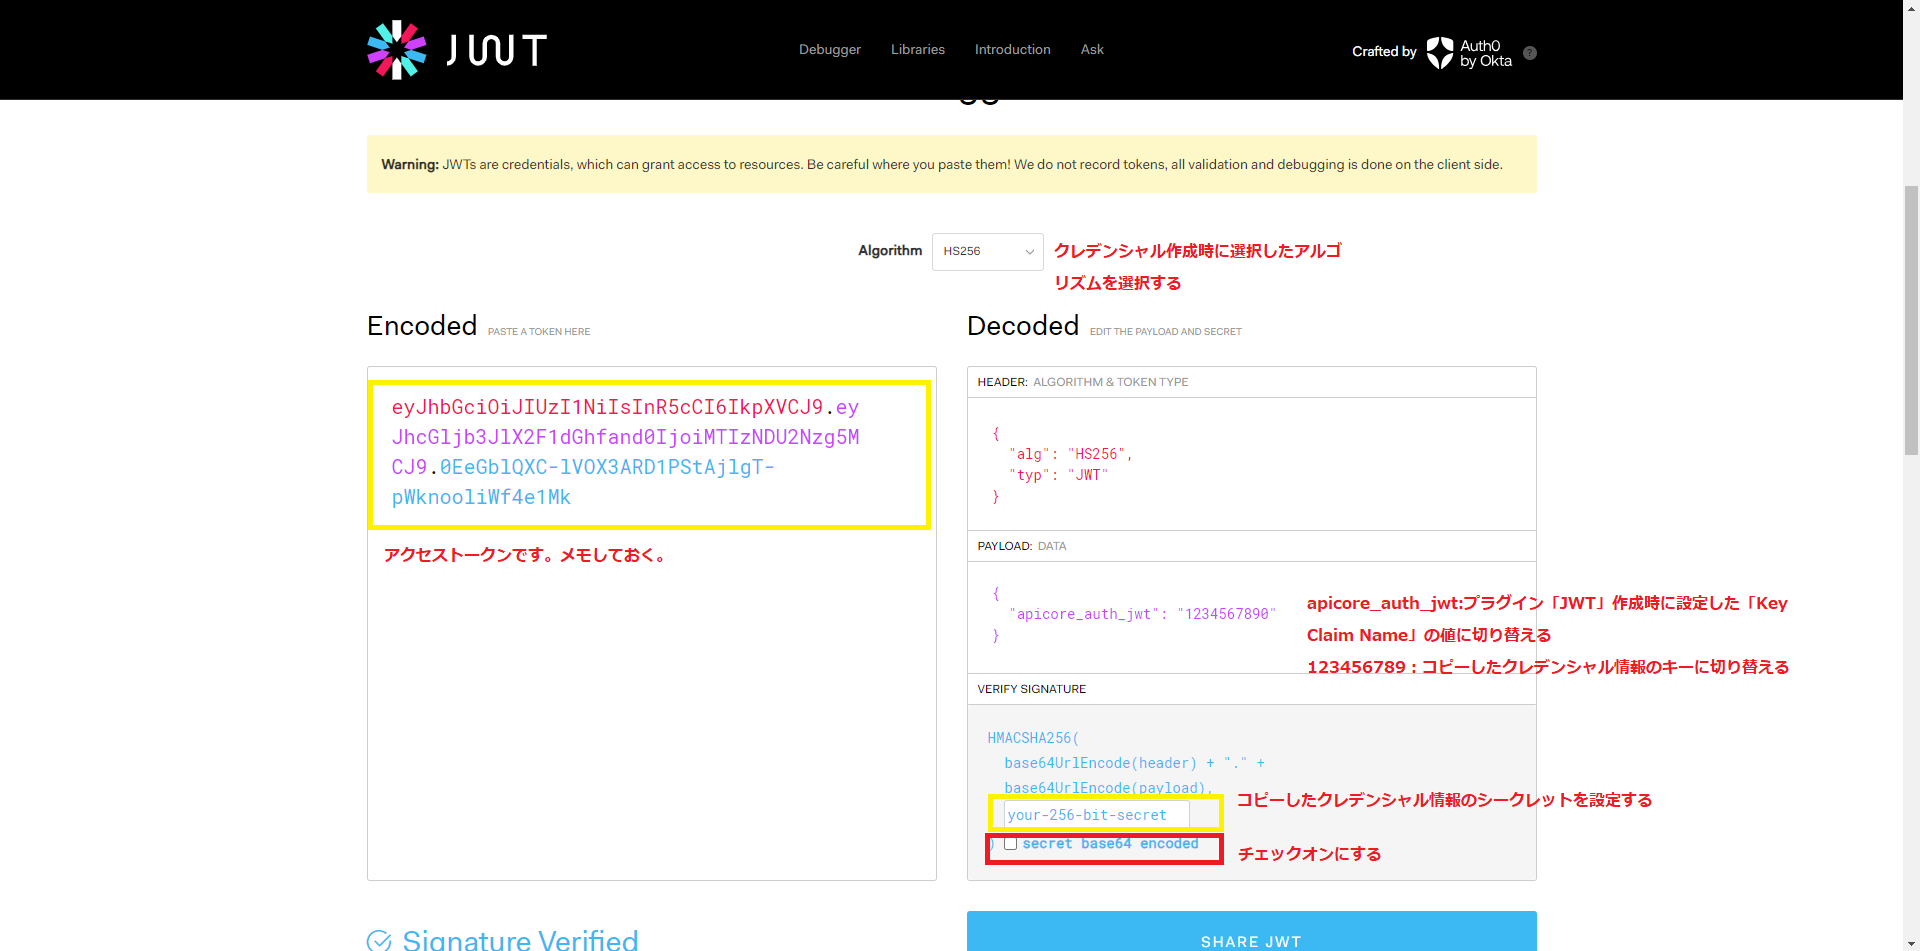 JWT
Debugger
Libraries
Introduction
Ask
Crafted by
Auth0
by Okta
?
Warning: JWTs are credentials, which can grant access to resources. Be careful where you paste them! We do not record tokens, all validation and debugging is done on the client side.
Algorithm
HS256
クレデンシャル作成時に選択したアルゴ
リズムを選択する
Encoded PASTE A TOKEN HERE
eyJhbGciOiJIUzI1NiIsInR5cCI6IkpXVCJ9.ey
JhcGljb3JlX2F1dGhfand0IjoiMTIzNDU2Nzg5M
CJ9.0EeGblQXC-lVOX3ARD1PStAjlgT-
pWknooliWf4e1Mk
アクセストークンです。メモしておく。
Signature Verified
Decoded EDIT THE PAYLOAD AND SECRET
HEADER: ALGORITHM & TOKEN TYPE
{
"alg": "HS256",
"typ": "JWT"
}
PAYLOAD: DATA
{
"apicore_auth_jwt": "1234567890"
}
apicore_auth_jwt:プラグイン「JWT」作成時に設定した「Key
Claim Name」の値に切り替える
123456789：コピーしたクレデンシャル情報のキーに切り替える
VERIFY SIGNATURE
HMACSHA256(
base64UrlEncode(header) + "." +
base64UrlEncode(payload),
your-256-bit-secret
コピーしたクレデンシャル情報のシークレットを設定する
) secret base64 encoded
チェックオンにする
SHARE JWT